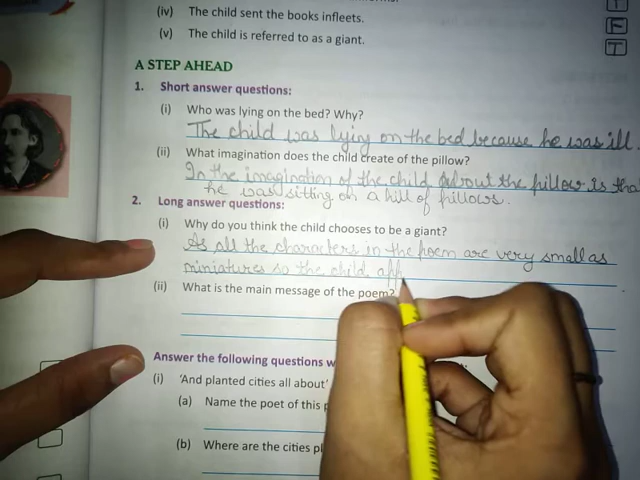 (iv) The child sent the books infleets.
(v) The child is referred to as a giant.
F
T
A STEP AHEAD
1. Short answer questions:
(i) Who was lying on the bed? Why?
The child was lying on the bed because he was ill.
(ii) What imagination does the child create of the pillow?
In the imagination of the child about the pillow is tha
he was sitting on a hill of pillows.
2. Long answer questions:
(i) Why do you think the child chooses to be a giant?
As all the characters in the poem are very small as
miniatures so the child app
(ii) What is the main message of the poem?
Answer the following questions w
(i) 'And planted cities all about'
(a) Name the poet of this p
(b) Where are the cities pl